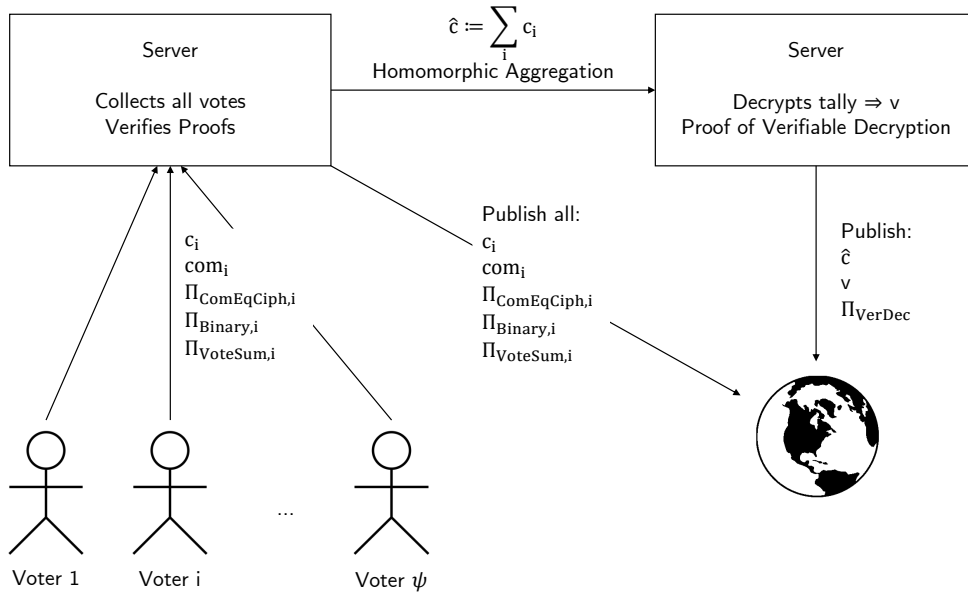 Server
Collects all votes
Verifies Proofs
ĉ ≔ ∑ᵢ cᵢ
Homomorphic Aggregation
Server
Decrypts tally ⇒ v
Proof of Verifiable Decryption
cᵢ
comᵢ
Π_ComEqCiph,i
Π_Binary,i
Π_VoteSum,i
Publish all:
cᵢ
comᵢ
Π_ComEqCiph,i
Π_Binary,i
Π_VoteSum,i
Publish:
ĉ
v
Π_VerDec
...
Voter 1
Voter i
Voter ψ